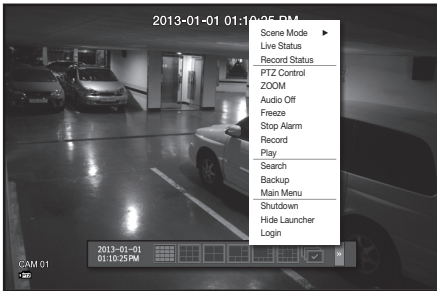 2013-01-01 01:10:25 PM
Scene Mode ►
Live Status
Record Status
PTZ Control
ZOOM
Audio Off
Freeze
Stop Alarm
Record
Play
Search
Backup
Main Menu
Shutdown
Hide Launcher
Login
2013-01-01
01:10:25 PM
CAM 01